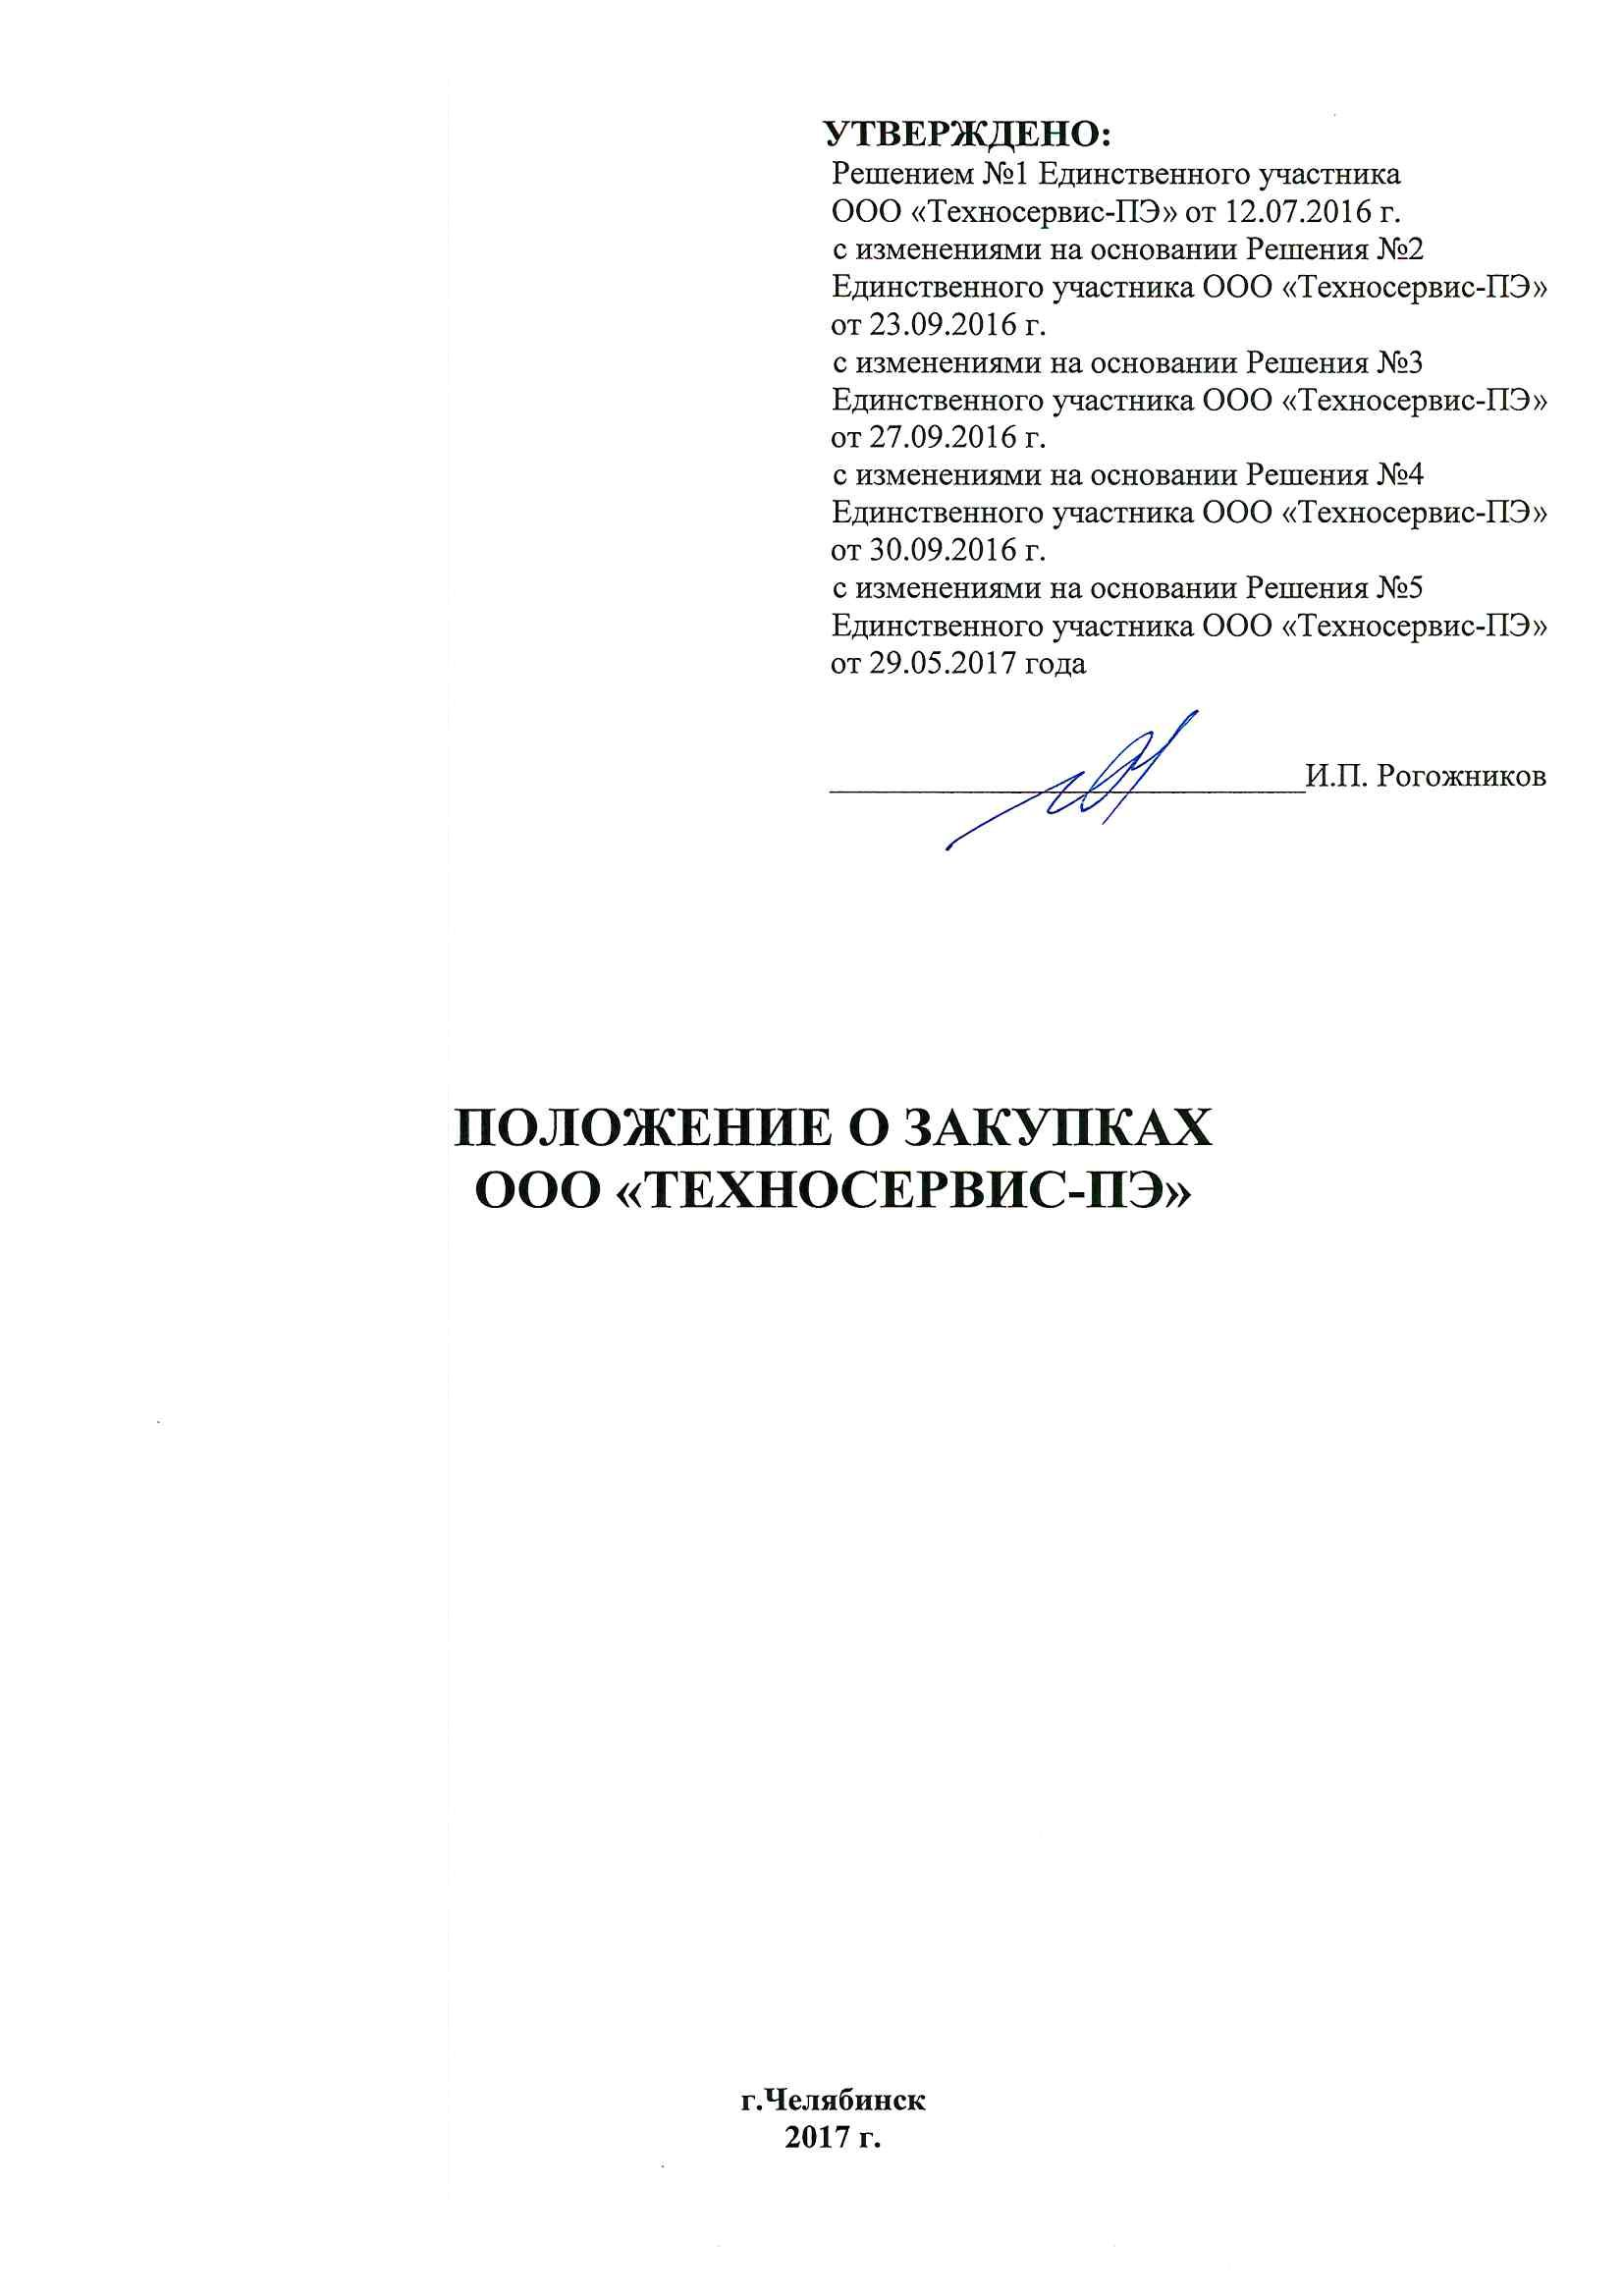 УТВЕРЖДЕНО:
Решением №1 Единственного участника
ООО «Техносервис-ПЭ» от 12.07.2016 г.
с изменениями на основании Решения №2
Единственного участника ООО «Техносервис-ПЭ»
от 23.09.2016 г.
с изменениями на основании Решения №3
Единственного участника ООО «Техносервис-ПЭ»
от 27.09.2016 г.
с изменениями на основании Решения №4
Единственного участника ООО «Техносервис-ПЭ»
от 30.09.2016 г.
с изменениями на основании Решения №5
Единственного участника ООО «Техносервис-ПЭ»
от 29.05.2017 года
И.П. Рогожников
ПОЛОЖЕНИЕ О ЗАКУПКАХ
ООО «ТЕХНОСЕРВИС-ПЭ»
г.Челябинск
2017 г.